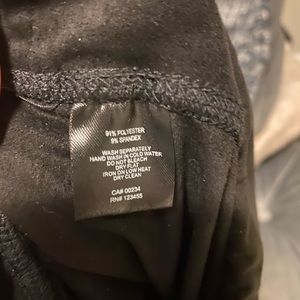 91% POLYESTER
9% SPANDEX
WASH SEPARATELY
HAND WASH IN COLD WATER
DO NOT BLEACH
DRY FLAT
IRON ON LOW HEAT
DRY CLEAN
CA# 00234
RN# 123455